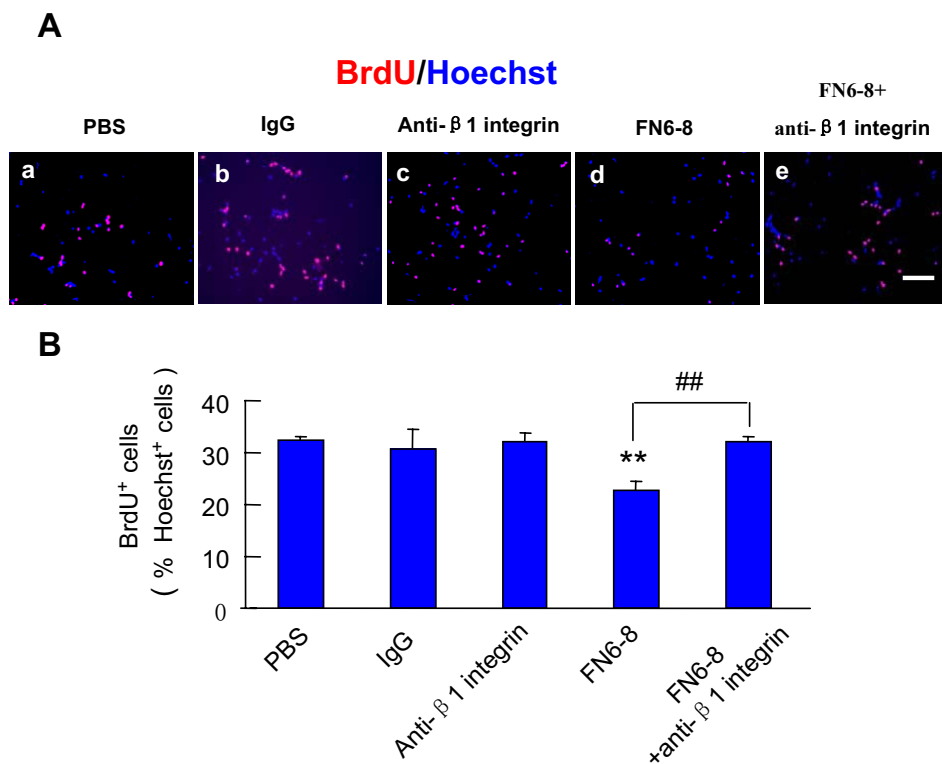 A
BrdU/Hoechst
PBS
IgG
Anti-β1 integrin
FN6-8
FN6-8+
anti-β1 integrin
a
b
c
d
e
B
BrdU⁺ cells
( % Hoechst⁺ cells )
40
30
20
10
0
**
##
PBS
IgG
Anti-β1 integrin
FN6-8
FN6-8
+anti-β1 integrin